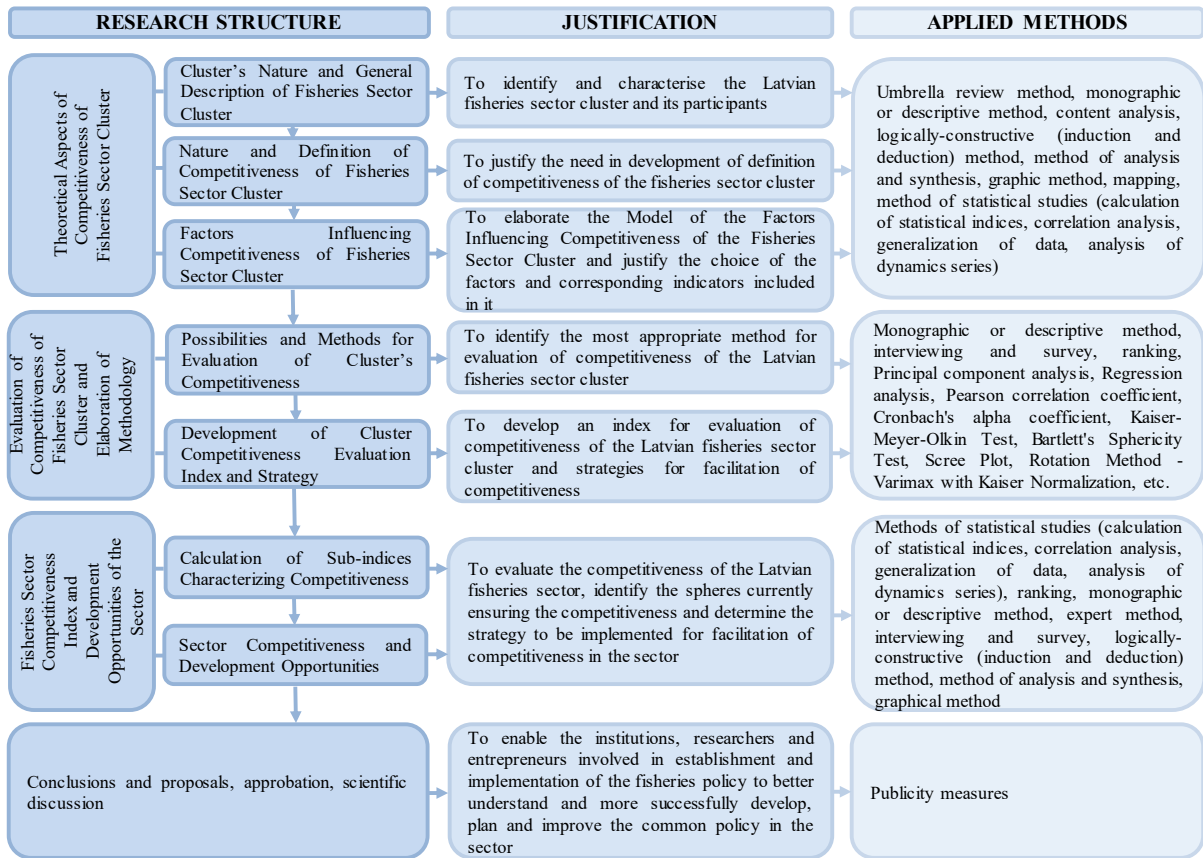 RESEARCH STRUCTURE
JUSTIFICATION
APPLIED METHODS
Theoretical Aspects of
Competitiveness of
Fisheries Sector Cluster
Cluster's Nature and General
Description of Fisheries Sector
Cluster
To identify and characterise the Latvian
fisheries sector cluster and its participants
Nature and Definition of
Competitiveness of Fisheries
Sector Cluster
To justify the need in development of definition
of competitiveness of the fisheries sector cluster
Factors Influencing
Competitiveness of Fisheries
Sector Cluster
To elaborate the Model of the Factors
Influencing Competitiveness of the Fisheries
Sector Cluster and justify the choice of the
factors and corresponding indicators included
in it
Umbrella review method, monographic
or descriptive method, content analysis,
logically-constructive (induction and
deduction) method, method of analysis
and synthesis, graphic method, mapping,
method of statistical studies (calculation
of statistical indices, correlation analysis,
generalization of data, analysis of
dynamics series)
Evaluation of
Competitiveness of
Fisheries Sector
Cluster and
Elaboration of
Methodology
Possibilities and Methods for
Evaluation of Cluster's
Competitiveness
To identify the most appropriate method for
evaluation of competitiveness of the Latvian
fisheries sector cluster
Development of Cluster
Competitiveness Evaluation
Index and Strategy
To develop an index for evaluation of
competitiveness of the Latvian fisheries sector
cluster and strategies for facilitation of
competitiveness
Monographic or descriptive method,
interviewing and survey, ranking,
Principal component analysis, Regression
analysis, Pearson correlation coefficient,
Cronbach's alpha coefficient, Kaiser-
Meyer-Olkin Test, Bartlett's Sphericity
Test, Scree Plot, Rotation Method -
Varimax with Kaiser Normalization, etc.
Fisheries Sector
Competitiveness
Index and
Development
Opportunities of the
Sector
Calculation of Sub-indices
Characterizing Competitiveness
Sector Competitiveness and
Development Opportunities
To evaluate the competitiveness of the Latvian
fisheries sector, identify the spheres currently
ensuring the competitiveness and determine the
strategy to be implemented for facilitation of
competitiveness in the sector
Methods of statistical studies (calculation
of statistical indices, correlation analysis,
generalization of data, analysis of
dynamics series), ranking, monographic
or descriptive method, expert method,
interviewing and survey, logically-
constructive (induction and deduction)
method, method of analysis and synthesis,
graphical method
Conclusions and proposals, approbation, scientific
discussion
To enable the institutions, researchers and
entrepreneurs involved in establishment and
implementation of the fisheries policy to better
understand and more successfully develop,
plan and improve the common policy in the
sector
Publicity measures